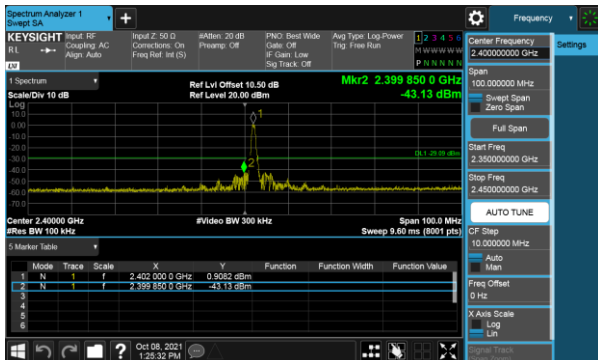 Spectrum Analyzer 1
Swept SA
+
Frequency
KEYSIGHT
Input: RF
Input Z: 50 Ω
#Atten: 20 dB
PNO: Best Wide
Avg Type: Log-Power
1 2 3 4 5 6
RL
Coupling: AC
Corrections: On
Preamp: Off
Gate: Off
Trig: Free Run
M W W W W W
Align: Auto
Freq Ref: Int (S)
IF Gain: Low
Sig Track: Off
P N N N N N
LXI
1 Spectrum
Ref Lvl Offset 10.50 dB
Mkr2 2.399 850 0 GHz
Scale/Div 10 dB
Ref Level 20.00 dBm
-43.13 dBm
Log
10.0
0.00
-10.0
-20.0
-30.0
-40.0
-50.0
-60.0
-70.0
1
2
DL1 -29.09 dBm
Center 2.40000 GHz
#Video BW 300 kHz
Span 100.0 MHz
#Res BW 100 kHz
Sweep 9.60 ms (8001 pts)
5 Marker Table
Mode Trace Scale X Y Function Function Width Function Value
1 N 1 f 2.402 000 0 GHz 0.9082 dBm
2 N 1 f 2.399 850 0 GHz -43.13 dBm
3
4
5
6
?
Oct 08, 2021
1:25:32 PM
Center Frequency
2.400000000 GHz
Settings
Span
100.000000 MHz
Swept Span
Zero Span
Full Span
Start Freq
2.350000000 GHz
Stop Freq
2.450000000 GHz
AUTO TUNE
CF Step
10.000000 MHz
Auto
Man
Freq Offset
0 Hz
X Axis Scale
Log
Lin
Signal Track